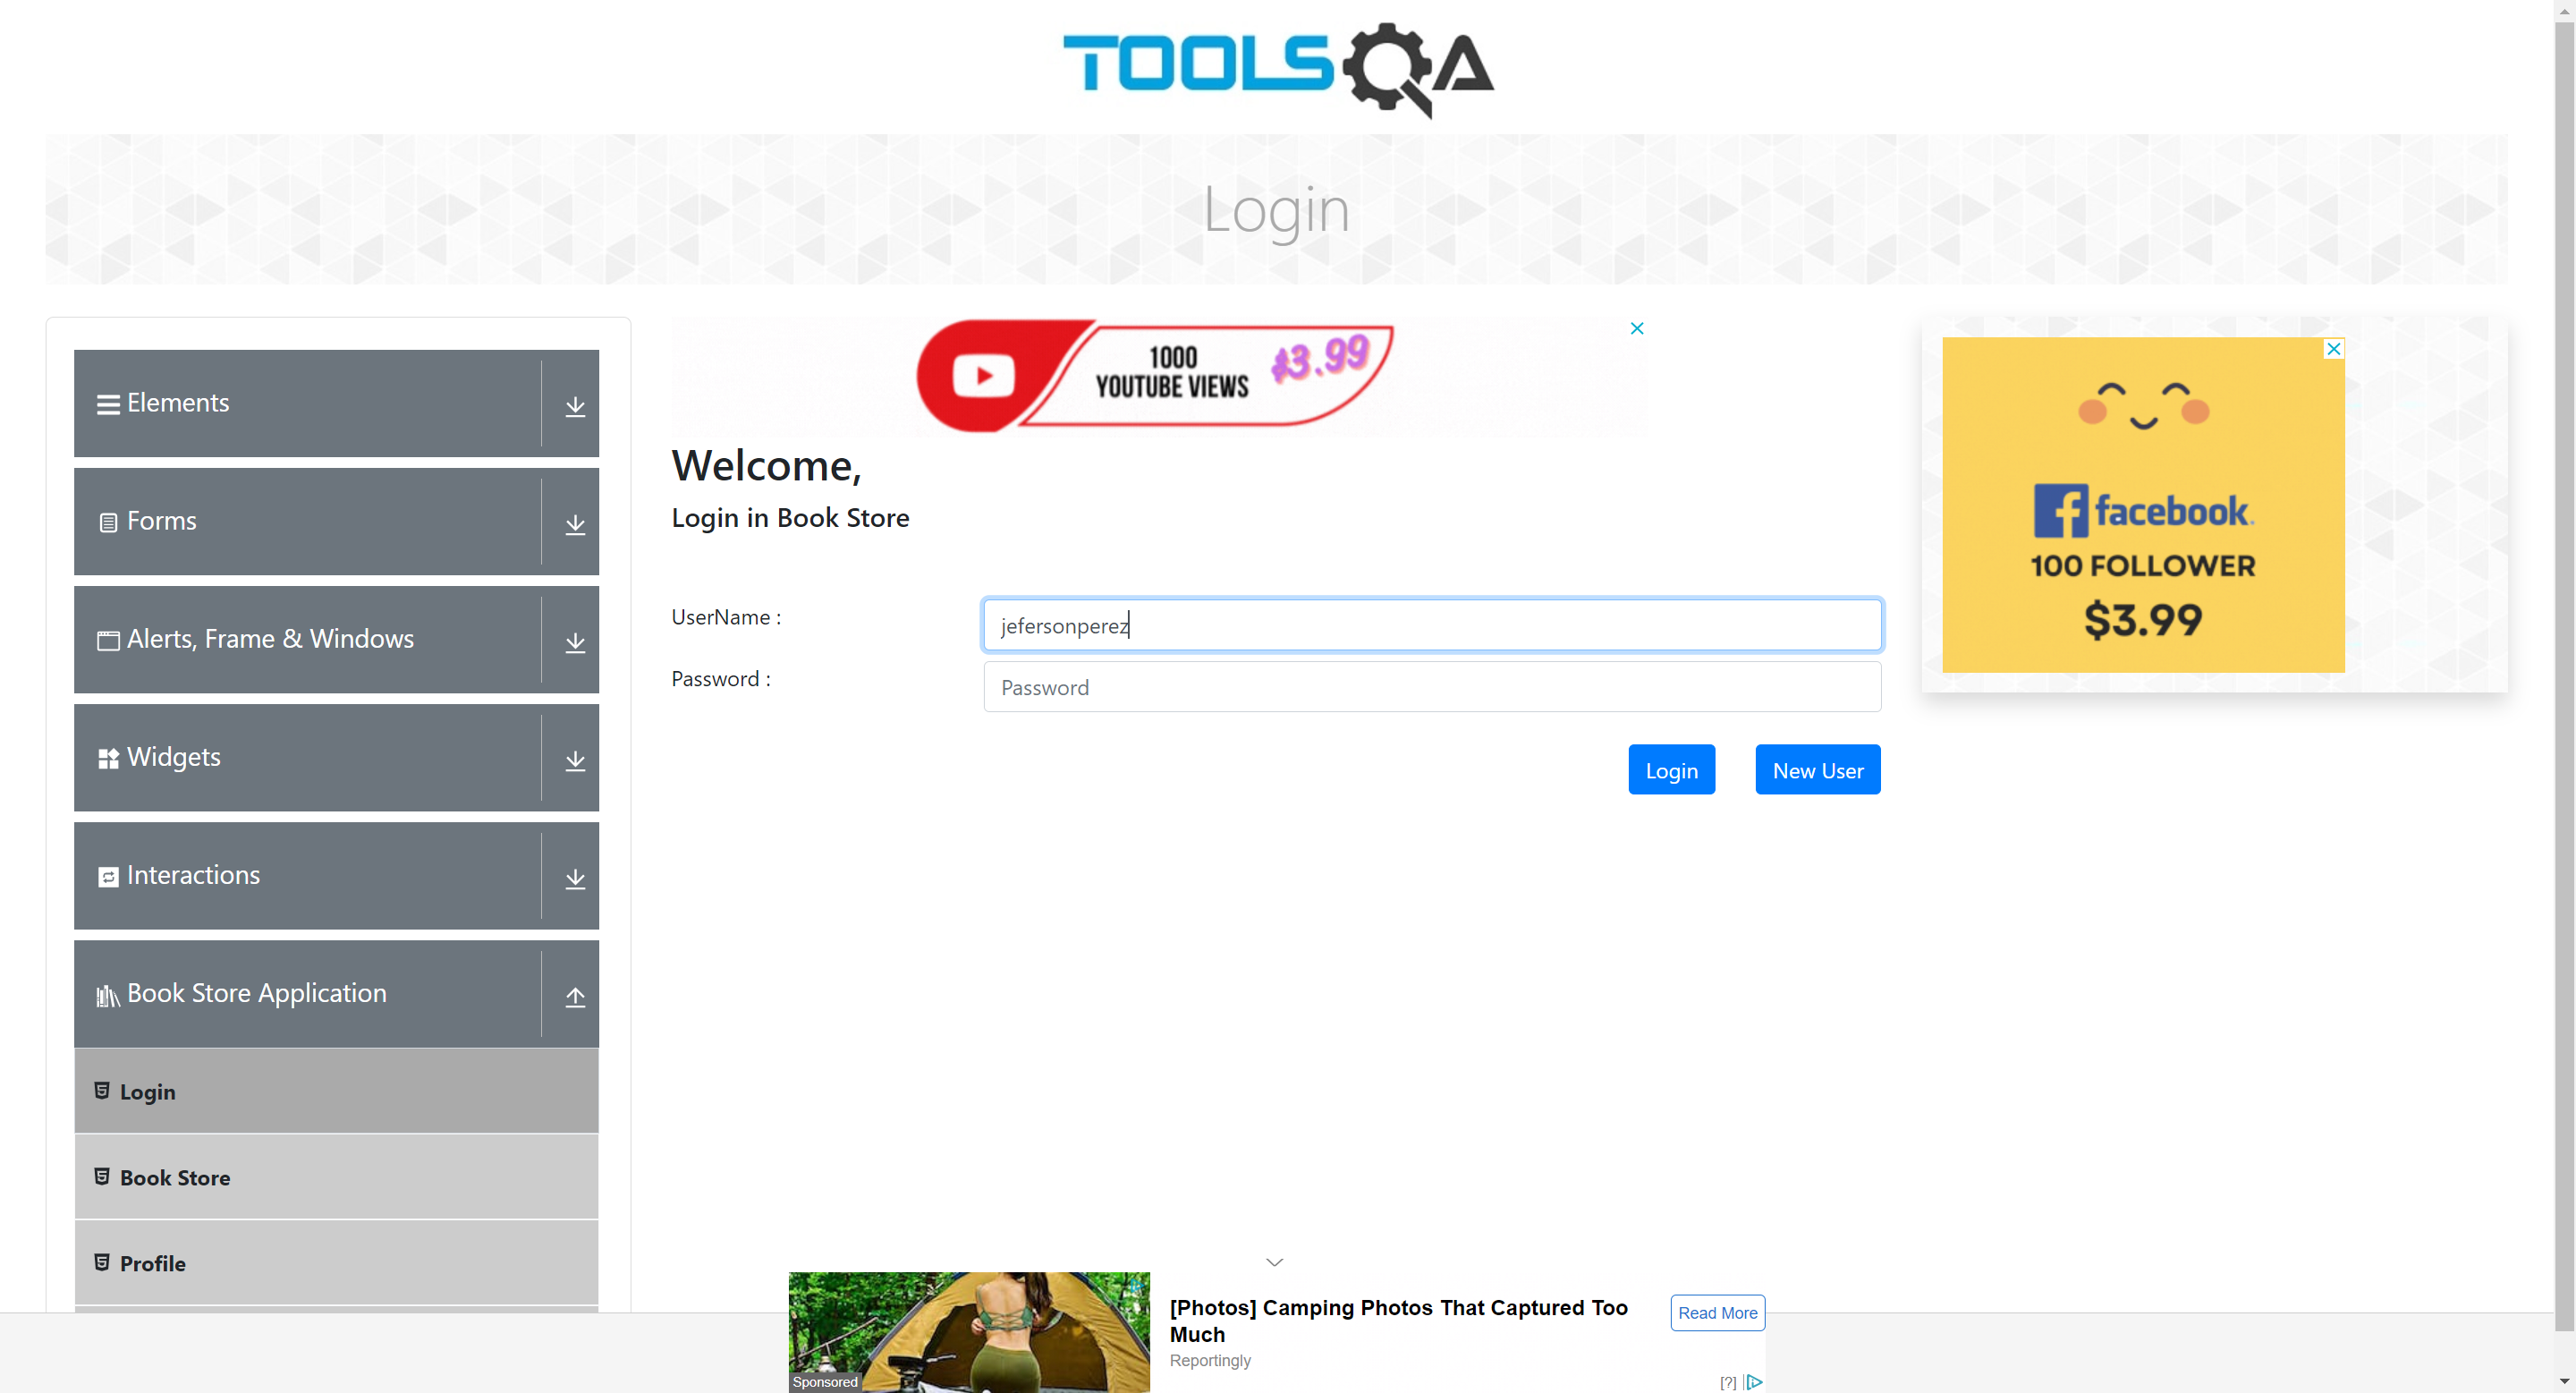 TOOLSQA
Login
Elements
Forms
Alerts, Frame & Windows
Widgets
Interactions
Book Store Application
Login
Book Store
Profile
1000
YOUTUBE VIEWS
$3.99
Welcome,
Login in Book Store
UserName :
jefersonperez
Password :
Password
Login
New User
facebook.
100 FOLLOWER
$3.99
Sponsored
[Photos] Camping Photos That Captured Too
Much
Reportingly
Read More
[?]